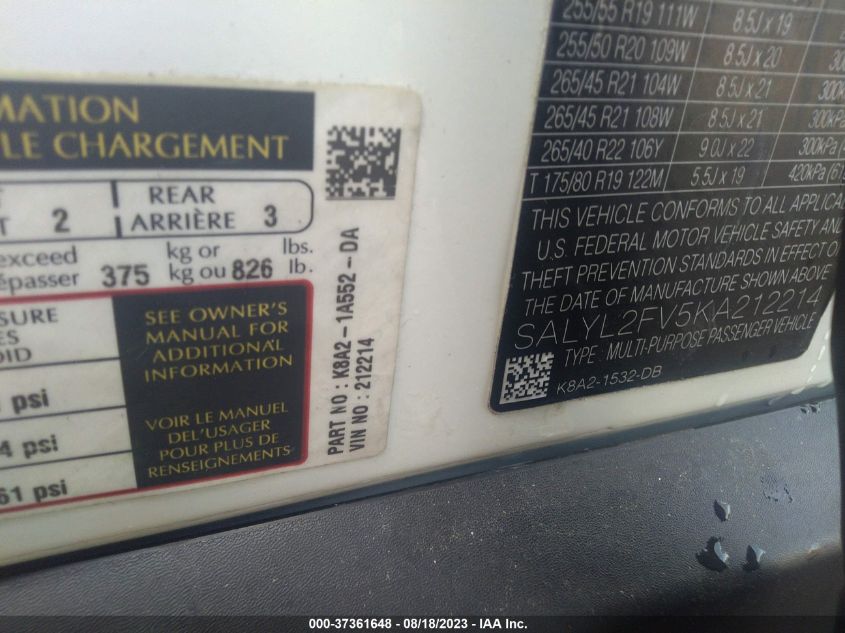 MATION
LE CHARGEMENT
2 REAR
ARRIÈRE 3
exceed kg or lbs.
épasser 375 kg ou 826 lb.
SURE
ES
OID
psi
4 psi
61 psi
SEE OWNER'S
MANUAL FOR
ADDITIONAL
INFORMATION
VOIR LE MANUEL
DEL'USAGER
POUR PLUS DE
RENSEIGNEMENTS
PART NO : K8A2-1A552-DA
VIN NO : 212214
255/55 R19 111W 8.5J x 19
255/50 R20 109W 8.5J x 20
265/45 R21 104W 8.5J x 21 300k
265/45 R21 108W 8.5J x 21 300kP
265/40 R22 106Y 9.0J x 22 300kPa (4
T 175/80 R19 122M 5.5J x 19 420kPa (61
THIS VEHICLE CONFORMS TO ALL APPLICA
U.S. FEDERAL MOTOR VEHICLE SAFETY AND
THEFT PREVENTION STANDARDS IN EFFECT O
THE DATE OF MANUFACTURE SHOWN ABOVE
SALYL2FV5KA212214
TYPE : MULTI-PURPOSE PASSENGER VEHICLE
K8A2-1532-DB
000-37361648 - 08/18/2023 - IAA Inc.